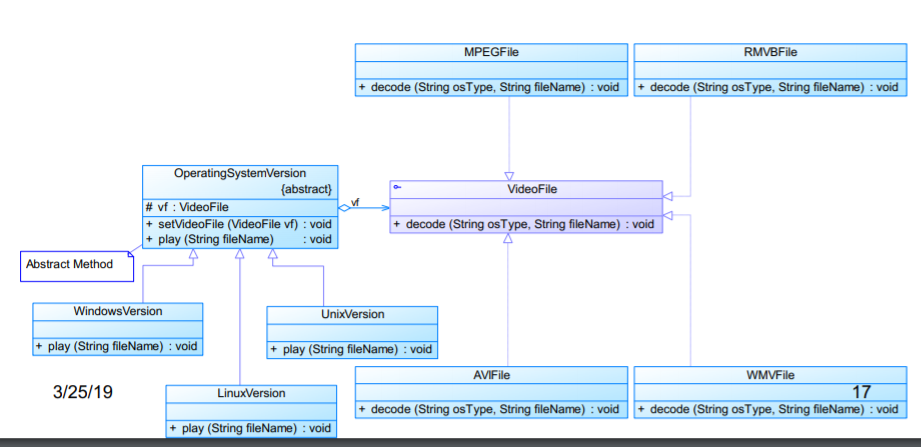 MPEGFile
+ decode (String osType, String fileName) : void
RMVBFile
+ decode (String osType, String fileName) : void
OperatingSystemVersion
{abstract}
# vf : VideoFile
+ setVideoFile (VideoFile vf) : void
+ play (String fileName) : void
vf
VideoFile
+ decode (String osType, String fileName) : void
Abstract Method
WindowsVersion
+ play (String fileName) : void
UnixVersion
+ play (String fileName) : void
LinuxVersion
+ play (String fileName) : void
AVIFile
+ decode (String osType, String fileName) : void
WMVFile
+ decode (String osType, String fileName) : void
3/25/19
17